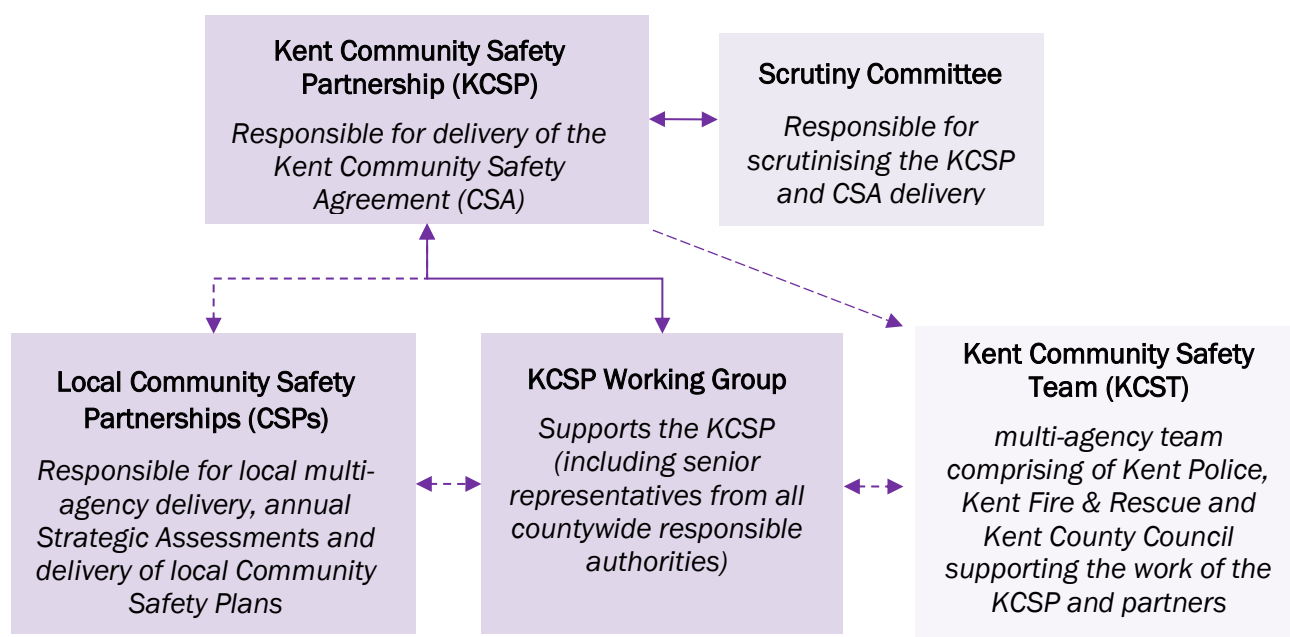 Kent Community Safety
Partnership (KCSP)
Responsible for delivery of the
Kent Community Safety
Agreement (CSA)
Scrutiny Committee
Responsible for
scrutinising the KCSP
and CSA delivery
Local Community Safety
Partnerships (CSPs)
Responsible for local multi-
agency delivery, annual
Strategic Assessments and
delivery of local Community
Safety Plans
KCSP Working Group
Supports the KCSP
(including senior
representatives from all
countywide responsible
authorities)
Kent Community Safety
Team (KCST)
multi-agency team
comprising of Kent Police,
Kent Fire & Rescue and
Kent County Council
supporting the work of the
KCSP and partners